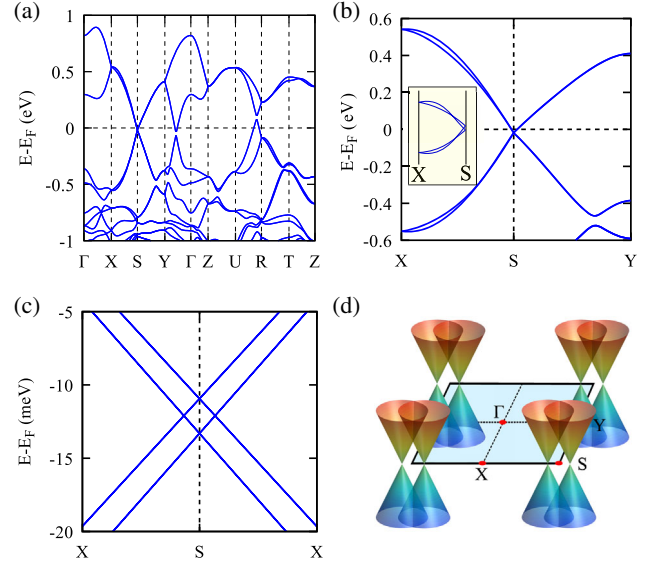 (a)
1
0.5
0
-0.5
-1
E-E_F (eV)
Γ X S Y Γ Z U R T Z
(b)
0.6
0.4
0.2
0
-0.2
-0.4
-0.6
E-E_F (eV)
X S
X S Y
(c)
-5
-10
-15
-20
E-E_F (meV)
X S X
(d)
Γ
Y
X
S